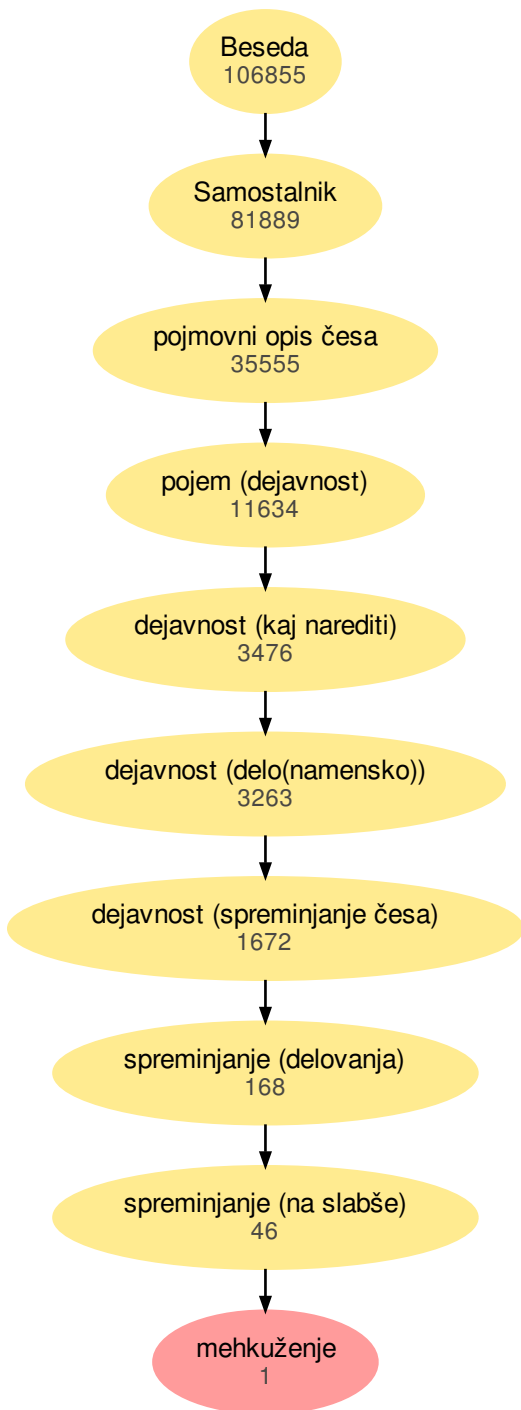 Beseda
106855
Samostalnik
81889
pojmovni opis česa
35555
pojem (dejavnost)
11634
dejavnost (kaj narediti)
3476
dejavnost (delo(namensko))
3263
dejavnost (spreminjanje česa)
1672
spreminjanje (delovanja)
168
spreminjanje (na slabše)
46
mehkuženje
1